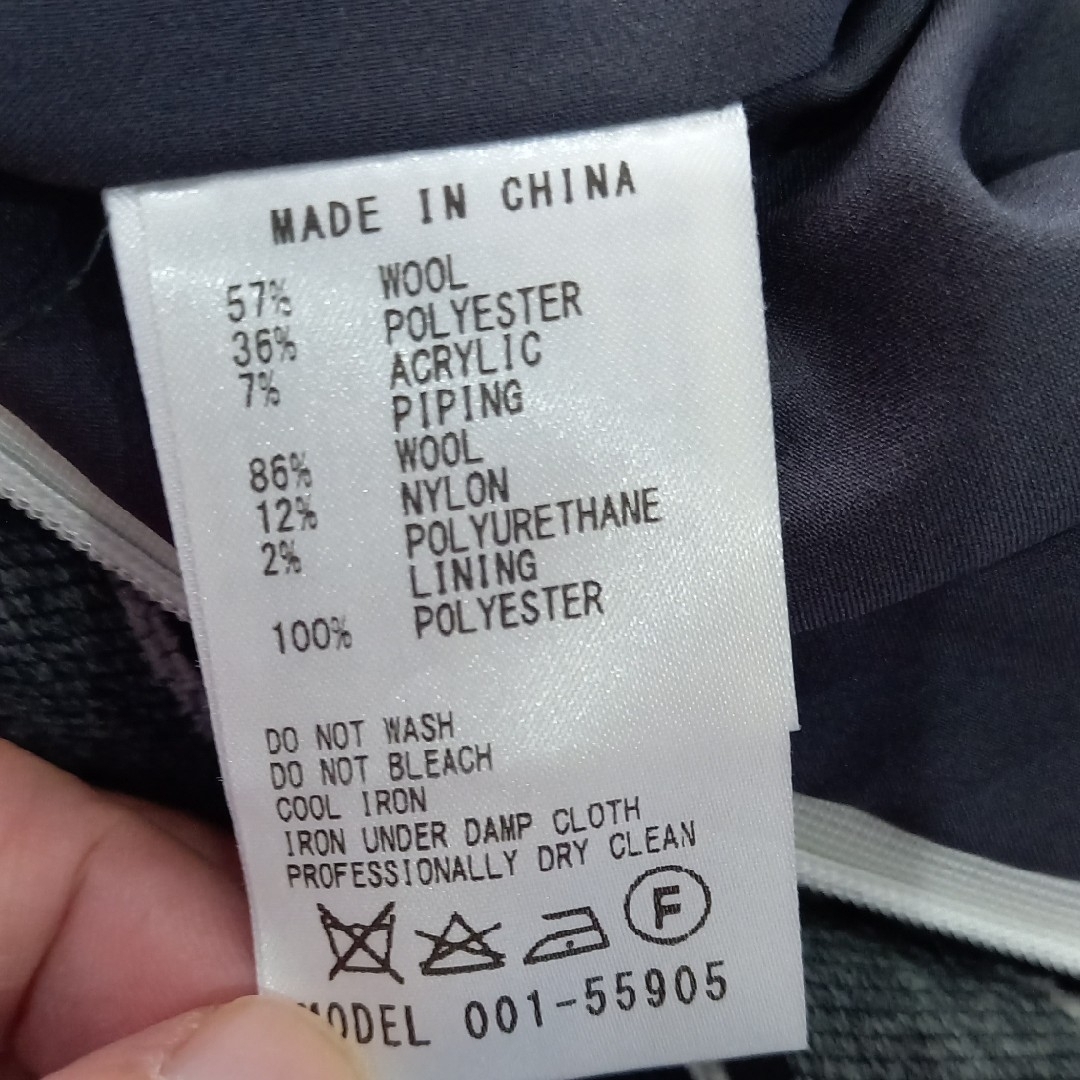 MADE IN CHINA
57% WOOL
36% POLYESTER
7% ACRYLIC
PIPING
86% WOOL
12% NYLON
2% POLYURETHANE
LINING
100% POLYESTER
DO NOT WASH
DO NOT BLEACH
COOL IRON
IRON UNDER DAMP CLOTH
PROFESSIONALLY DRY CLEAN
F
MODEL 001-55905